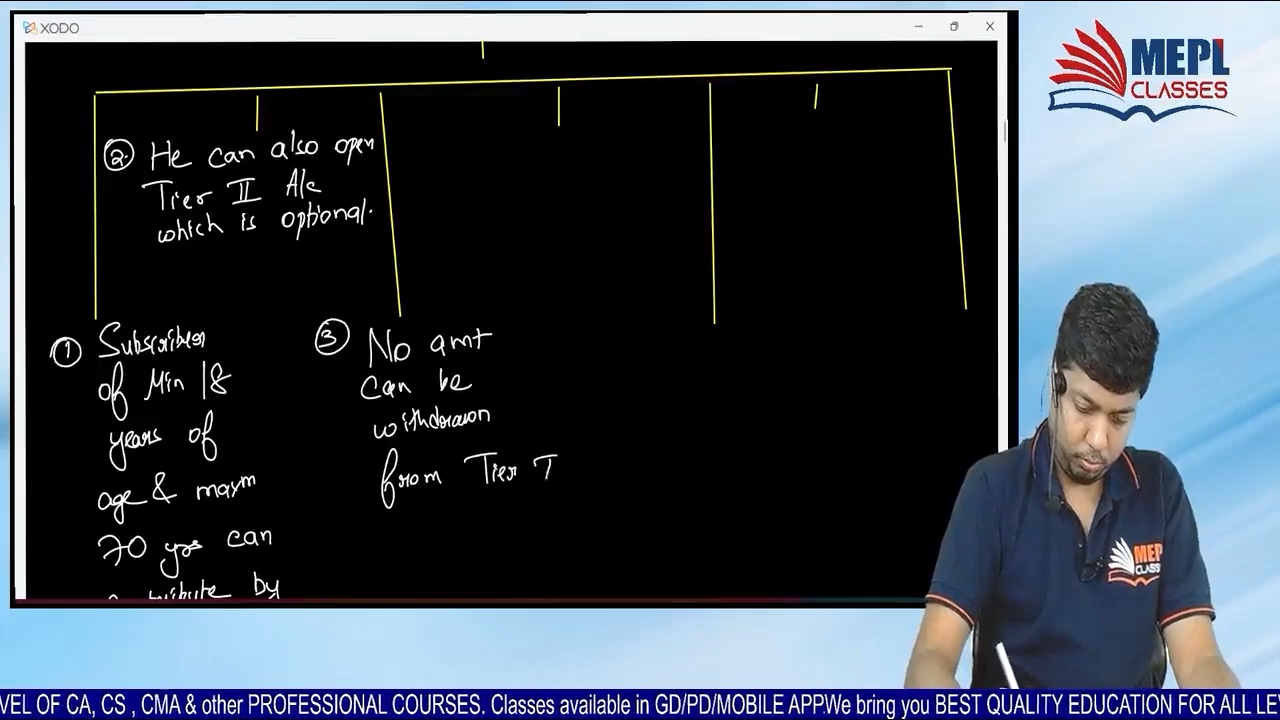 XODO
MEPL
CLASSES
② He can also open
Tier II A/c
which is optional.
① Subscriber
of Min 18
years of
age & maxm
70 yrs can
by
③ No amt
can be
withdrawn
from Tier
MEPL
CLASSES
VEL OF CA, CS , CMA & other PROFESSIONAL COURSES. Classes available in GD/PD/MOBILE APP.We bring you BEST QUALITY EDUCATION FOR ALL LE